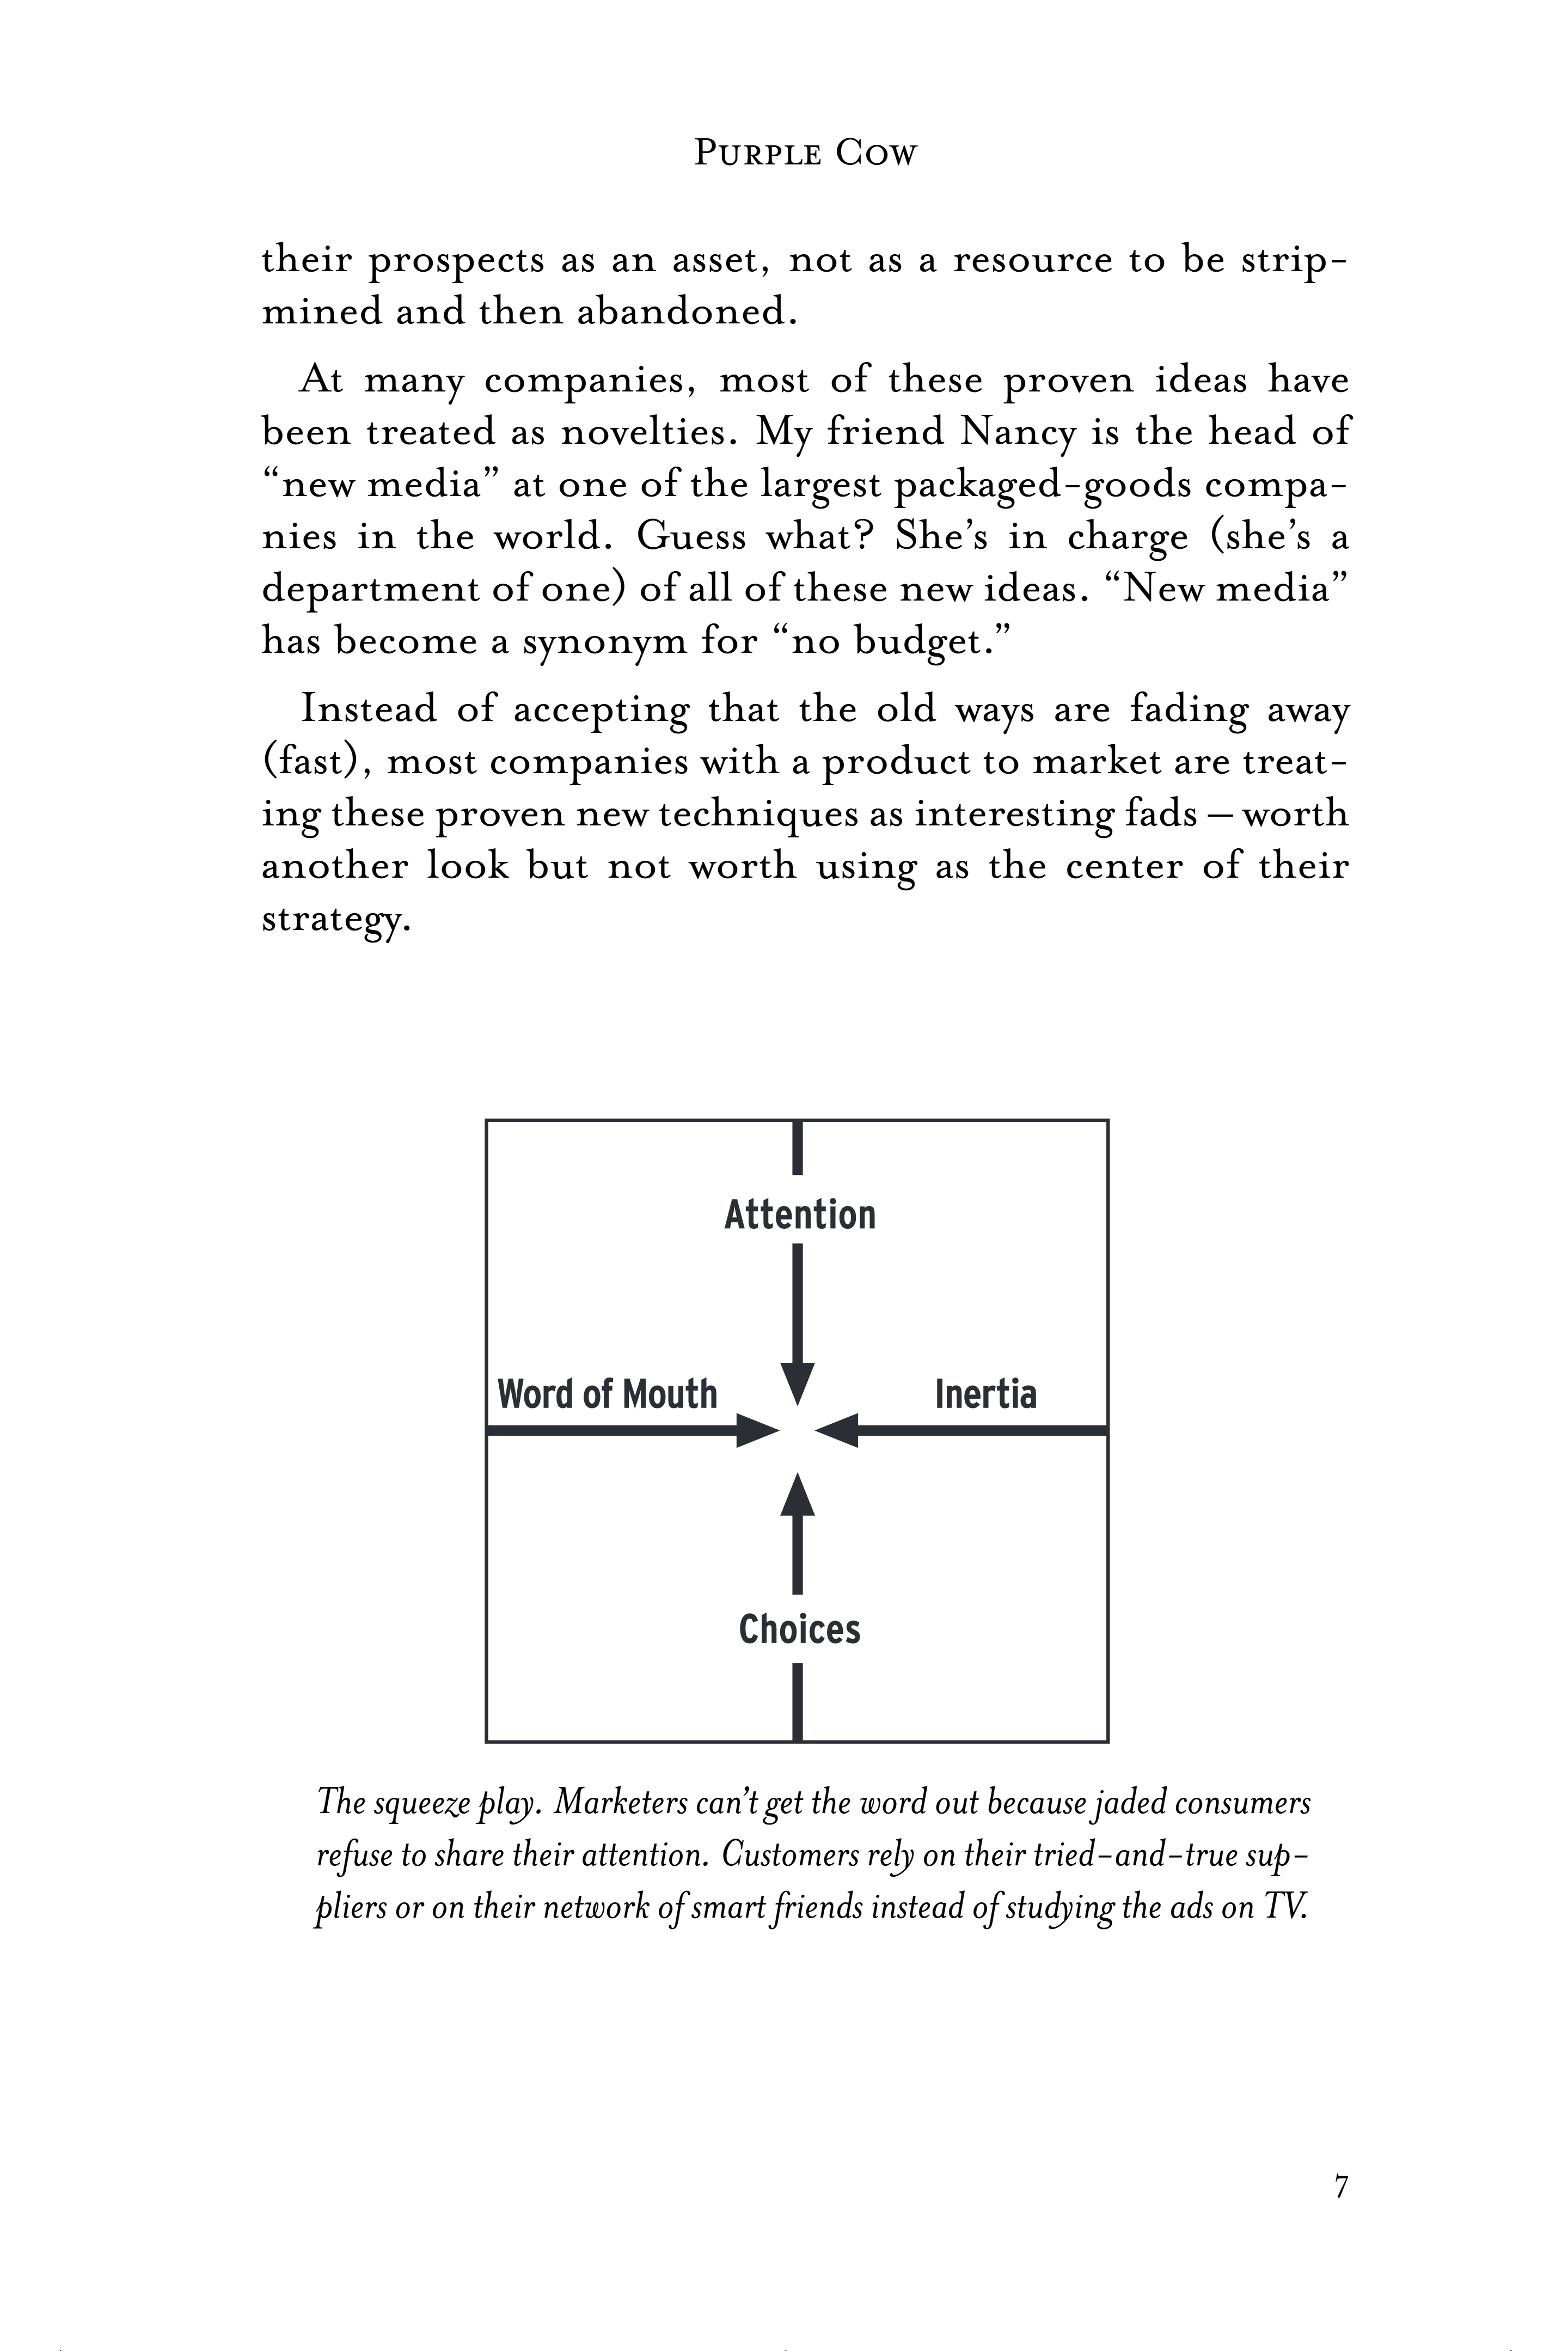 Purple Cow
their prospects as an asset, not as a resource to be strip-
mined and then abandoned.
At many companies, most of these proven ideas have
been treated as novelties. My friend Nancy is the head of
“new media” at one of the largest packaged-goods compa-
nies in the world. Guess what? She’s in charge (she’s a
department of one) of all of these new ideas. “New media”
has become a synonym for “no budget.”
Instead of accepting that the old ways are fading away
(fast), most companies with a product to market are treat-
ing these proven new techniques as interesting fads – worth
another look but not worth using as the center of their
strategy.
Attention
Word of Mouth
Inertia
Choices
The squeeze play. Marketers can’t get the word out because jaded consumers
refuse to share their attention. Customers rely on their tried-and-true sup-
pliers or on their network of smart friends instead of studying the ads on TV.
7